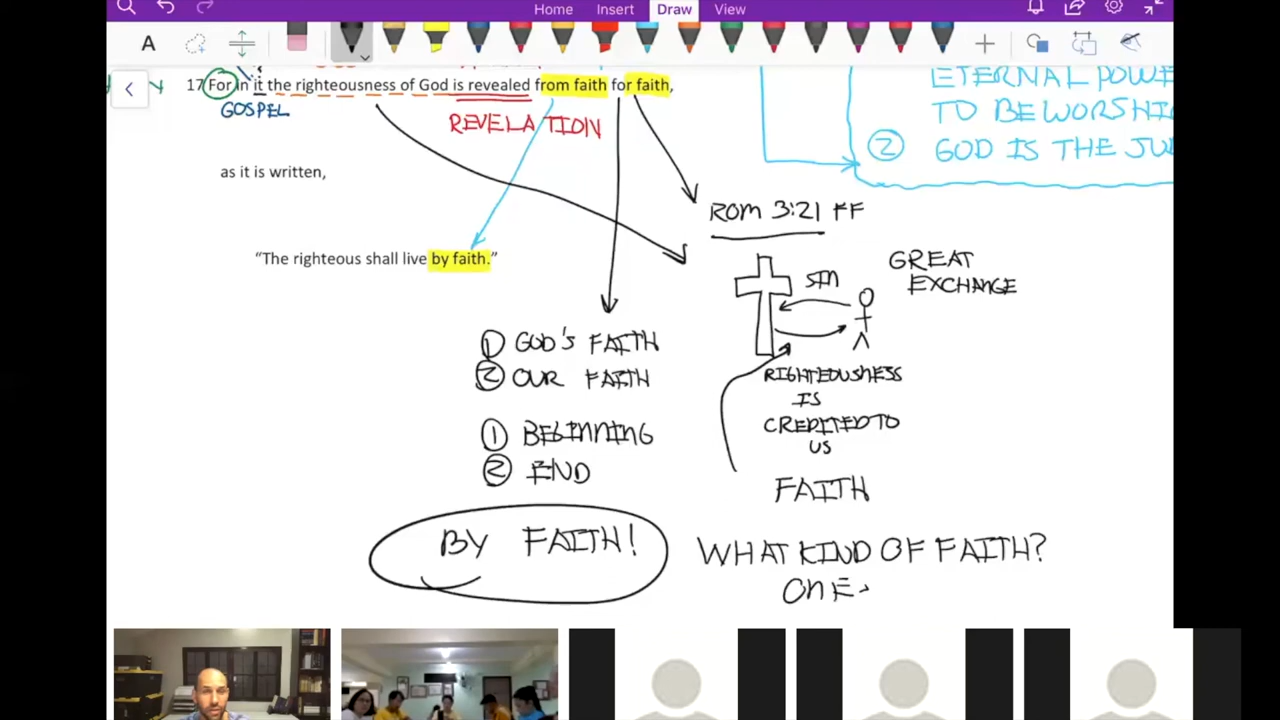 Home Insert Draw View
A
17 For in it the righteousness of God is revealed from faith for faith,
GOSPEL
REVELATION
ETERNAL POWER
TO BE WORSHI
② GOD IS THE JU
as it is written,
Rom 3:21 FF
“The righteous shall live by faith.”
SIN
GREAT
EXCHANGE
① GOD'S FAITH
② OUR FAITH
RIGHTEOUSNESS
IS
CREDITED TO
US
① BEGINNING
② END
FAITH
BY FAITH!
WHAT KIND OF FAITH?
ONE